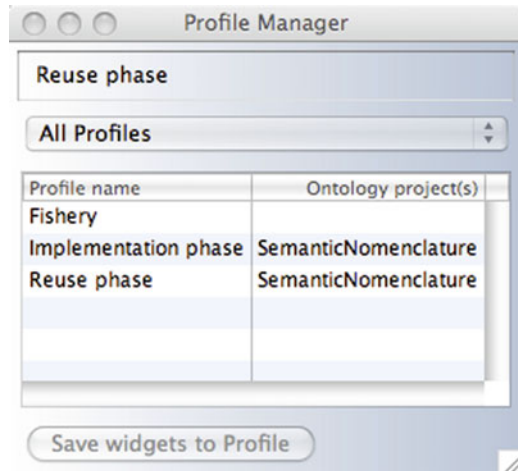 Profile Manager
Reuse phase
All Profiles
Profile name Ontology project(s)
Fishery
Implementation phase SemanticNomenclature
Reuse phase SemanticNomenclature
Save widgets to Profile